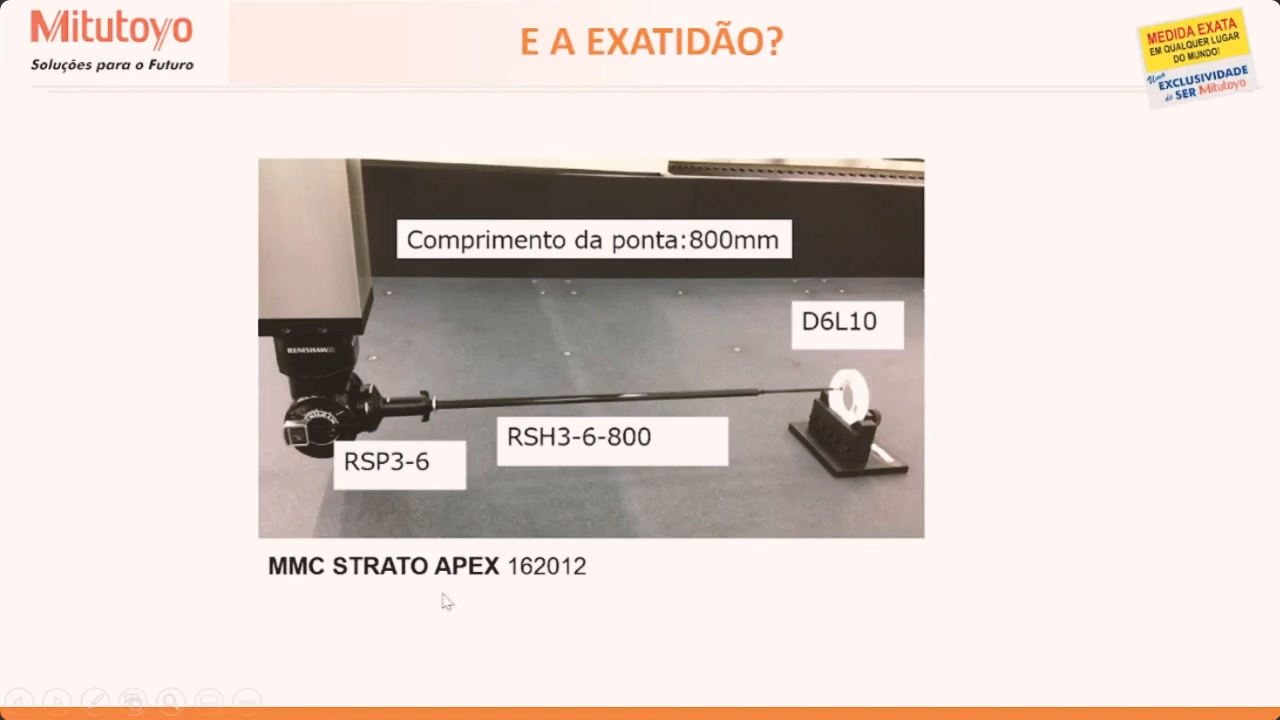 Mitutoyo
Soluções para o Futuro
E A EXATIDÃO?
MEDIDA EXATA
EM QUALQUER LUGAR
DO MUNDO!
Uma
EXCLUSIVIDADE
de SER Mitutoyo
Comprimento da ponta:800mm
D6L10
RENISHAW
RSH3-6-800
RSP3-6
MMC STRATO APEX 162012